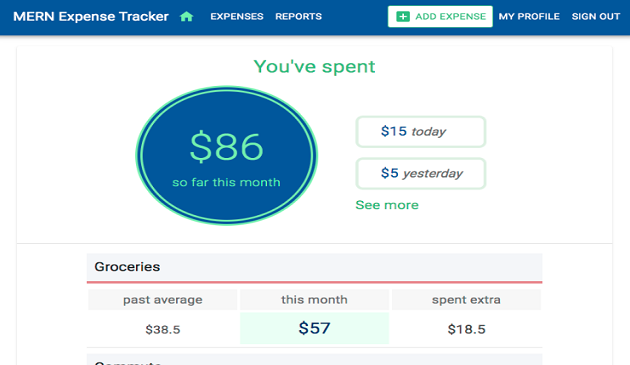 MERN Expense Tracker EXPENSES REPORTS ADD EXPENSE MY PROFILE SIGN OUT
You've spent
$86
so far this month
$15 today
$5 yesterday
See more
Groceries
past average this month spent extra
$38.5 $57 $18.5